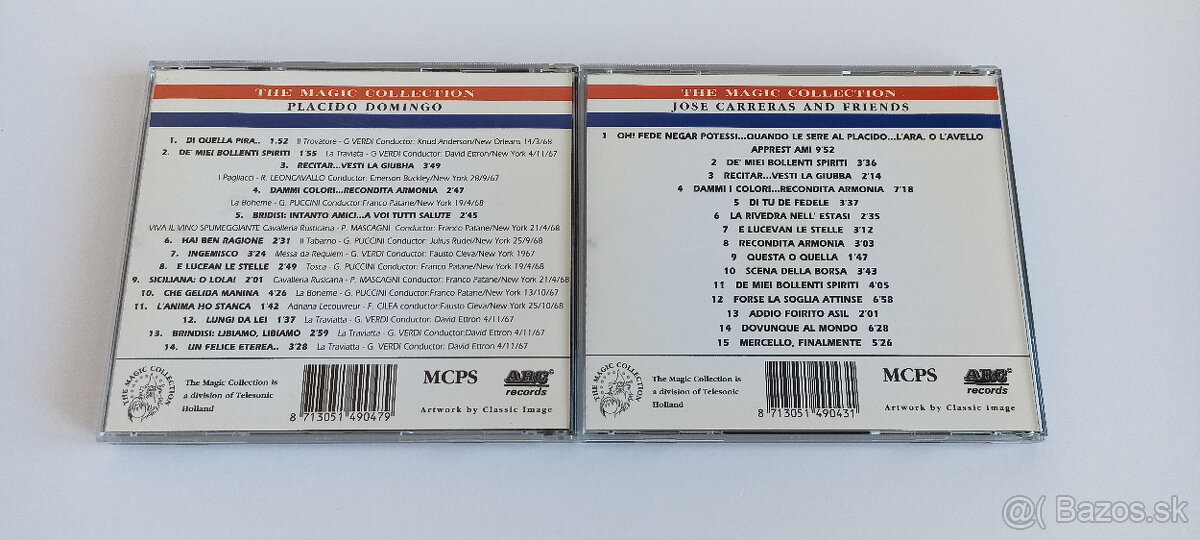 THE MAGIC COLLECTION
PLACIDO DOMINGO
1. DI QUELLA PIRA.. 1.52 Il Trovatore - G VERDI Conductor: Knud Anderson/New Orleans 14/3/68
2. DE' MIEI BOLLENTI SPIRITI 1'55 La Traviata - G VERDI Conductor: David Ettron/New York 4/11/67
3. RECITAR...VESTI LA GIUBHA 3'49
I Pagliacci - R. LEONCAVALLO Conductor: Emerson Buckley/New York 28/9/67
4. DAMMI COLORI...RECONDITA ARMONIA 2'47
La Boheme - G. PUCCINI Conductor: Franco Patane/New York 19/4/68
5. BRIDISI: INTANTO AMICI...A VOI TUTTI SALUTE 2'45
VIVA IL VINO SPUMEGGIANTE Cavalleria Rusticana - P. MASCAGNI Conductor: Franco Patane/New York 21/4/68
6. HAI BEN RAGIONE 2'31 Il Tabarno - G. PUCCINI Conductor: Julius Rudel/New York 25/9/68
7. INGEMISCO 3'24 Messa da Requiem - G. VERDI Conductor: Fausto Cleva/New York 1967
8. E LUCEAN LE STELLE 2'49 Tosca - G. PUCCINI Conductor: Franco Patane/New York 19/4/68
9. SICILIANA: O LOLA! 2'01 Cavalleria Rusicana - P. MASCAGNI Conductor: Franco Patane/New York 21/4/68
10. CHE GELIDA MANINA 4'26 La Boheme - G. PUCCINI Conductor:Franco Patane/New York 13/10/67
11. L'ANIMA HO STANCA 1'42 Adriana Lecouvreur - F. CILEA Conductor:Fausto Cleva/New York 25/10/68
12. LUNGI DA LEI 1'37 La Traviatta - G. VERDI Conductor: David Ettron 4/11/67
13. BRINDISI: LIBIAMO, LIBIAMO 2'59 La Traviatta - G. VERDI Conductor:David Ettron 4/11/67
14. UN FELICE ETEREA.. 3'28 La Traviatta - G. VERDI Conductor: David Ettron 4/11/67
THE MAGIC COLLECTION
The Magic Collection is
a division of Telesonic
Holland
8 713051 490479
MCPS
ARC
records
Artwork by Classic Image
THE MAGIC COLLECTION
JOSE CARRERAS AND FRIENDS
1 OH! FEDE NEGAR POTESSI...QUANDO LE SERE AL PLACIDO...L'ARA. O L'AVELLO
APPREST AMI 9'52
2 DE' MIEI BOLLENTI SPIRITI 3'36
3 RECITAR...VESTI LA GIUBBA 2'14
4 DAMMI I COLORI...RECONDITA ARMONIA 7'18
5 DI TU DE FEDELE 3'37
6 LA RIVEDRA NELL' ESTASI 2'35
7 E LUCEVAN LE STELLE 3'12
8 RECONDITA ARMONIA 3'03
9 QUESTA O QUELLA 1'47
10 SCENA DELLA BORSA 3'43
11 DE MIEI BOLLENTI SPIRITI 4'05
12 FORSE LA SOGLIA ATTINSE 6'58
13 ADDIO FOIRITO ASIL 2'01
14 DOVUNQUE AL MONDO 6'28
15 MERCELLO, FINALMENTE 5'26
THE MAGIC COLLECTION
The Magic Collection is
a division of Telesonic
Holland
8 713051 490431
MCPS
ARC
records
Artwork by Classic Image
@( Bazos.sk